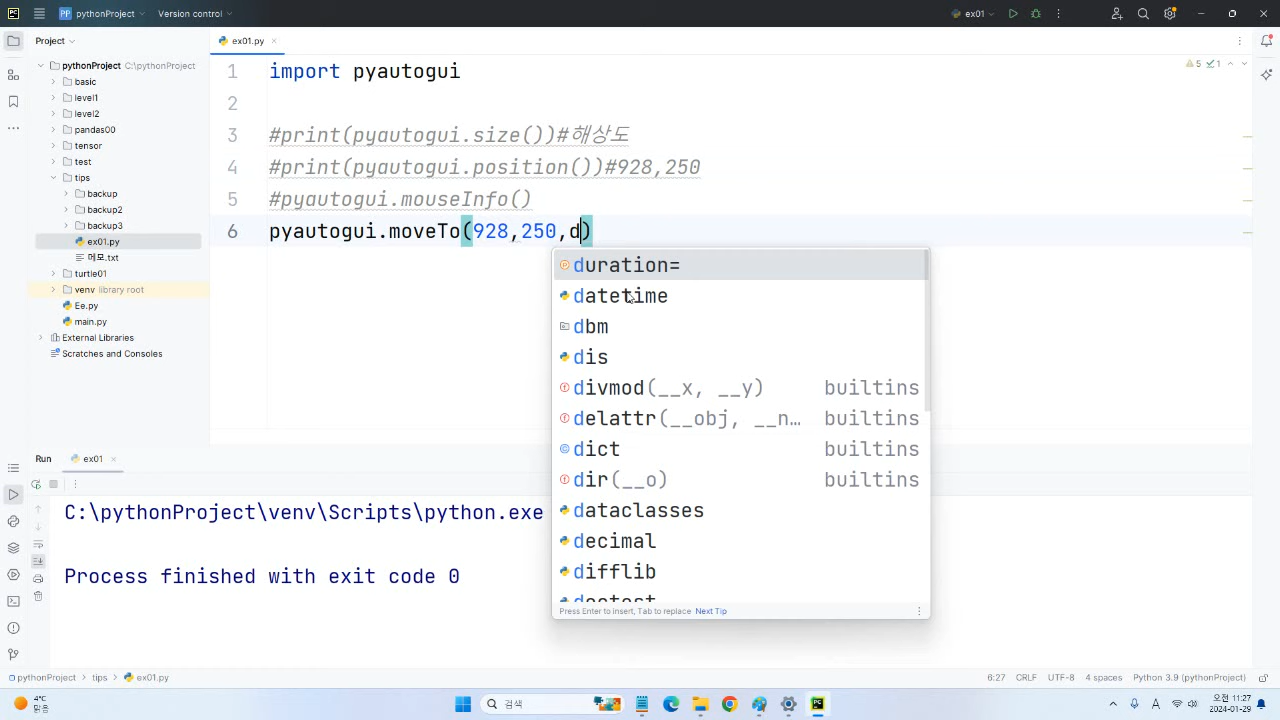 PC PP pythonProject Version control ex01
Project
ex01.py
pythonProject C:\pythonProject
basic
level1
level2
pandas00
tensor
test
tips
backup
backup2
backup3
ex01.py
메모.txt
turtle01
venv library root
Ee.py
main.py
External Libraries
Scratches and Consoles
5 1
1 import pyautogui
2
3 #print(pyautogui.size())#해상도
4 #print(pyautogui.position())#928,250
5 #pyautogui.mouseInfo()
6 pyautogui.moveTo(928,250,d)
duration=
datetime
dbm
dis
divmod(__x, __y) builtins
delattr(__obj, __n… builtins
dict builtins
dir(__o) builtins
dataclasses
decimal
difflib
doctest
Press Enter to insert, Tab to replace Next Tip
Run ex01
C:\pythonProject\venv\Scripts\python.exe
Process finished with exit code 0
pythonProject > tips > ex01.py 6:27 CRLF UTF-8 4 spaces Python 3.9 (pythonProject)
4°C
맑음
검색
PC
A
오전 11:27
2024-01-29